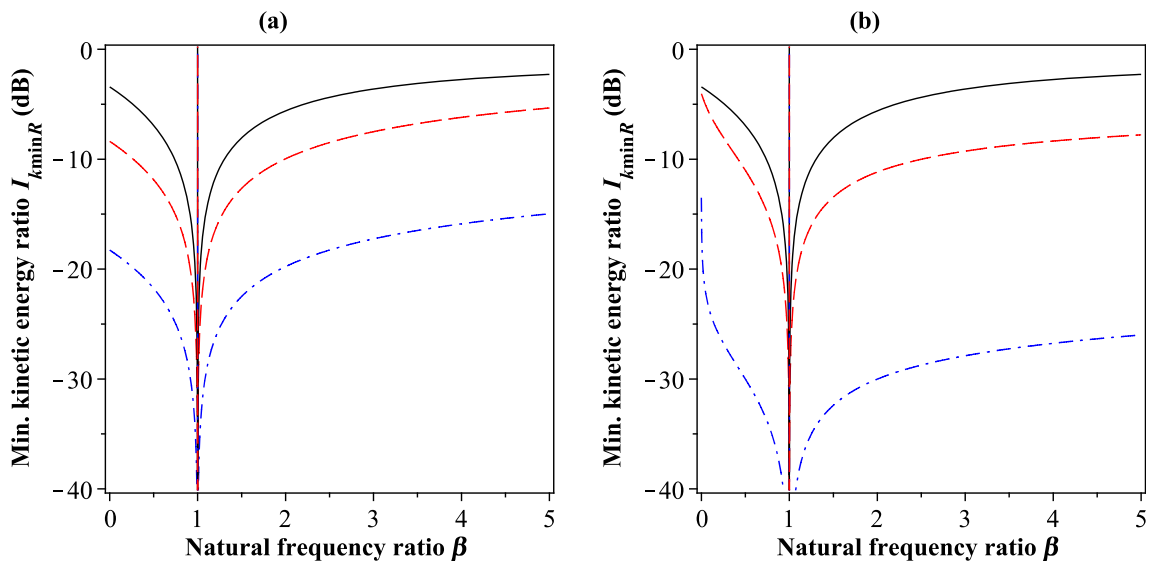 (a)
Min. kinetic energy ratio IkminR (dB)
0
−10
−20
−30
−40
0 1 2 3 4 5
Natural frequency ratio β
(b)
Min. kinetic energy ratio IkminR (dB)
0
−10
−20
−30
−40
0 1 2 3 4 5
Natural frequency ratio β